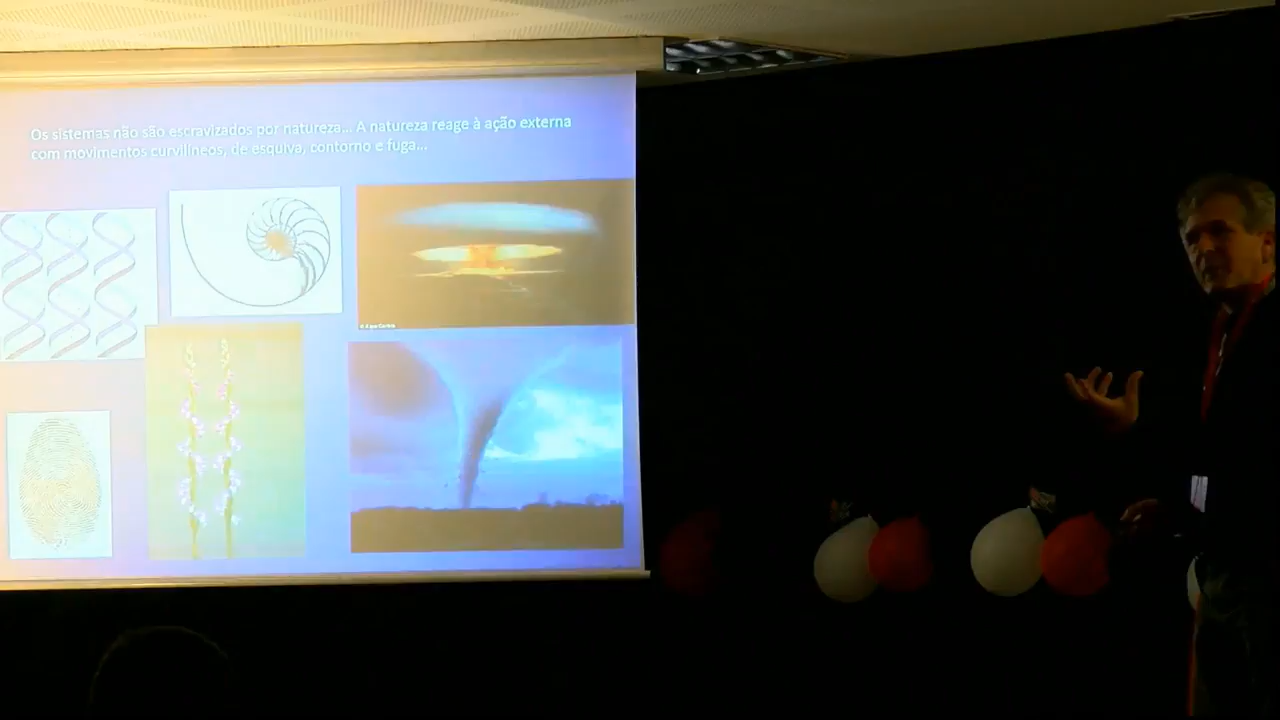 Os sistemas não são escravizados por natureza... A natureza reage à ação externa
com movimentos curvilíneos, de esquiva, contorno e fuga...